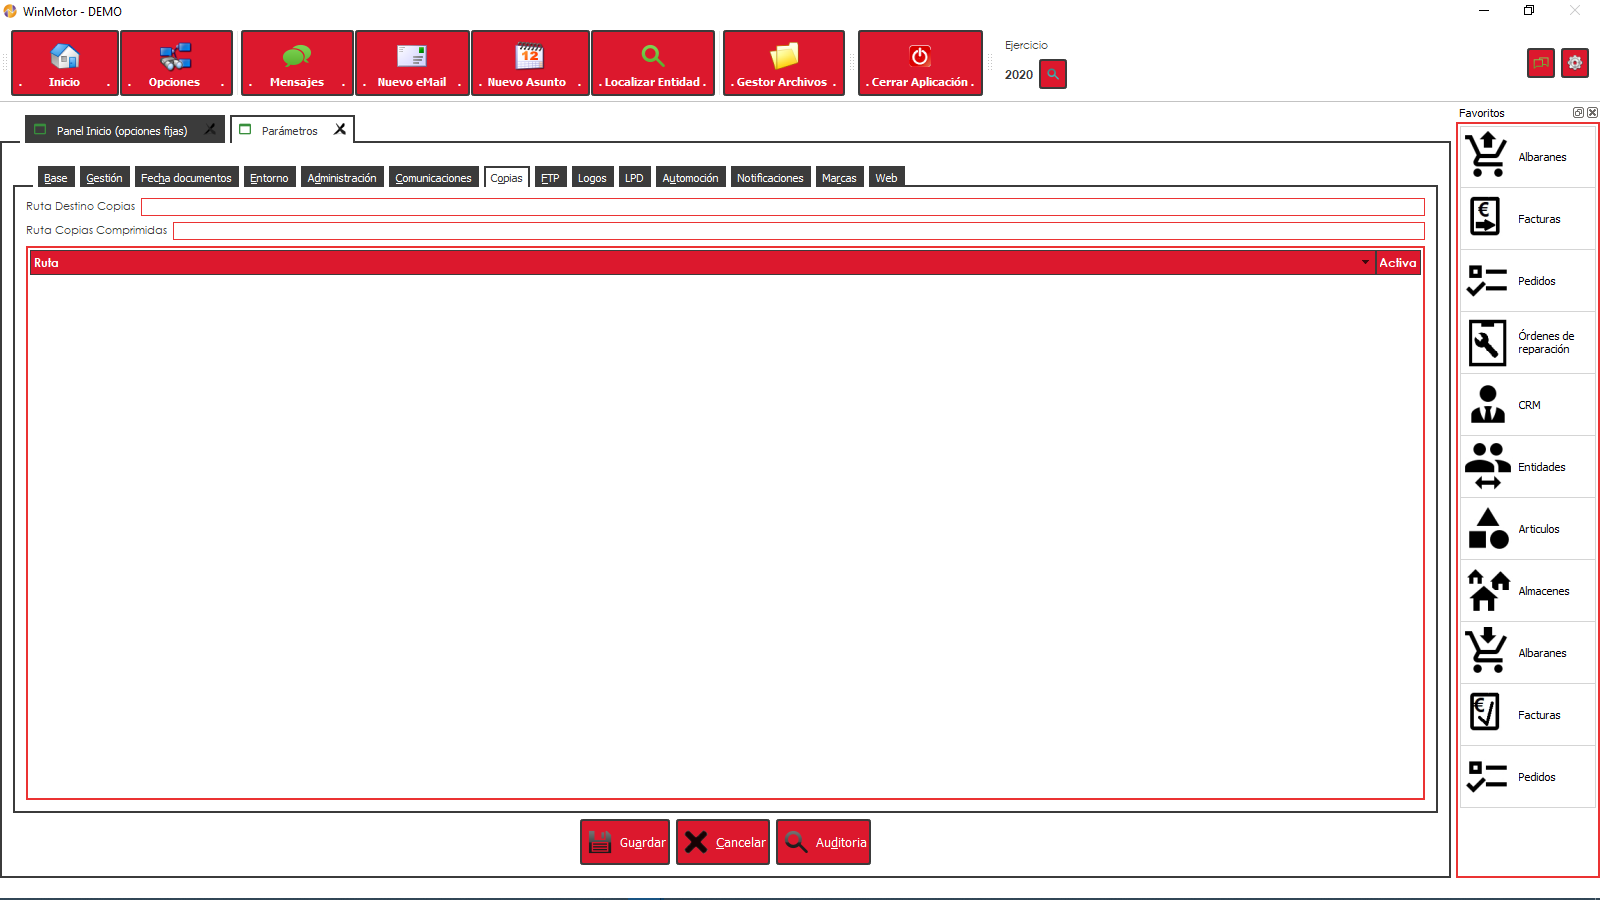 WinMotor - DEMO
. Inicio .
. Opciones .
. Mensajes .
. Nuevo eMail .
. Nuevo Asunto .
. Localizar Entidad .
. Gestor Archivos .
. Cerrar Aplicación .
Ejercicio
2020
Panel Inicio (opciones fijas)
Parámetros
Favoritos
Base
Gestión
Fecha documentos
Entorno
Administración
Comunicaciones
Copias
FTP
Logos
LPD
Automoción
Notificaciones
Marcas
Web
Ruta Destino Copias
Ruta Copias Comprimidas
Ruta
Activa
Guardar
Cancelar
Auditoria
Albaranes
Facturas
Pedidos
Órdenes de
reparación
CRM
Entidades
Articulos
Almacenes
Albaranes
Facturas
Pedidos